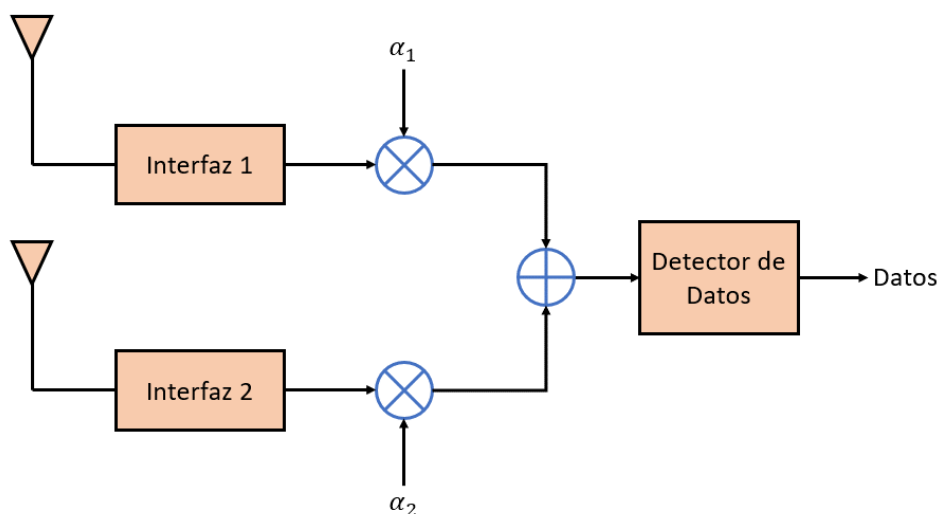 α₁
Interfaz 1
Detector de
Datos
Datos
Interfaz 2
α₂